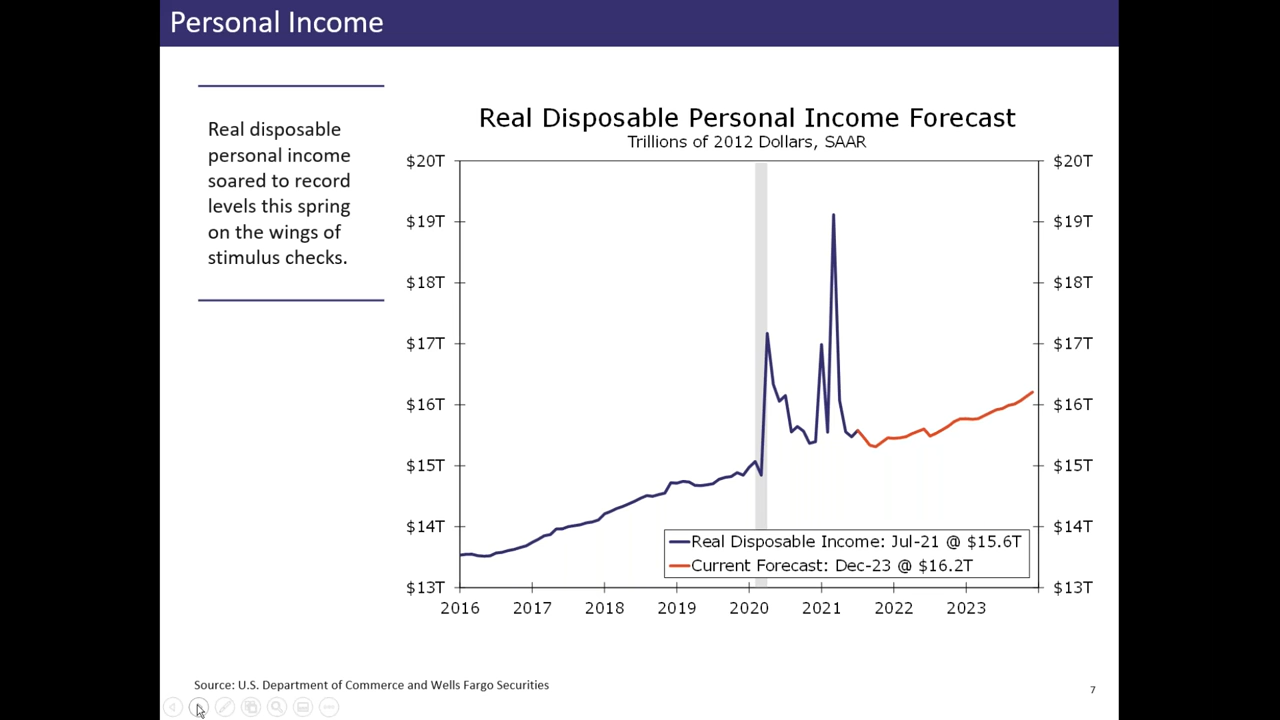 Personal Income
Real disposable
personal income
soared to record
levels this spring
on the wings of
stimulus checks.
Real Disposable Personal Income Forecast
Trillions of 2012 Dollars, SAAR
$20T $20T
$19T $19T
$18T $18T
$17T $17T
$16T $16T
$15T $15T
$14T $14T
Real Disposable Income: Jul-21 @ $15.6T
Current Forecast: Dec-23 @ $16.2T
$13T $13T
2016 2017 2018 2019 2020 2021 2022 2023
Source: U.S. Department of Commerce and Wells Fargo Securities
7